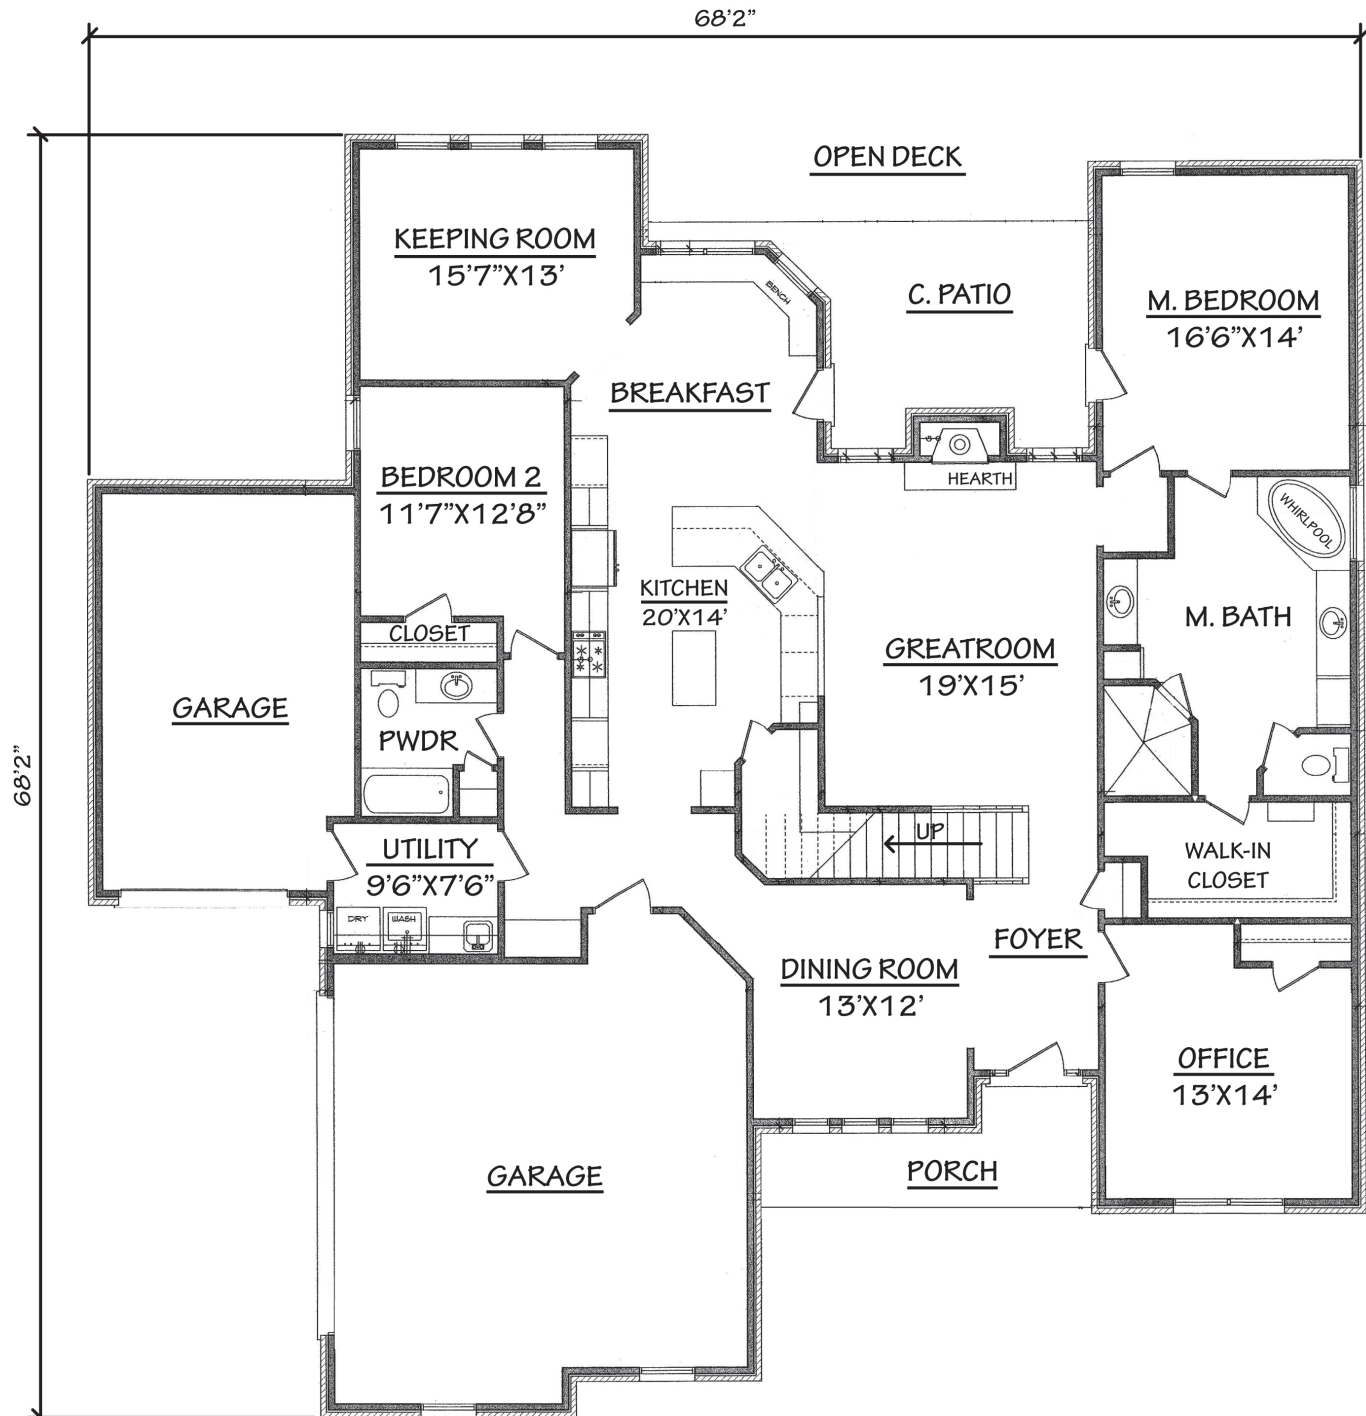 68'2"
OPEN DECK
KEEPING ROOM
15'7"X13'
BENCH
C. PATIO
M. BEDROOM
16'6"X14'
BREAKFAST
BEDROOM 2
11'7"X12'8"
HEARTH
WHIRLPOOL
KITCHEN
20'X14'
M. BATH
CLOSET
GREATROOM
19'X15'
GARAGE
PWDR
68'2"
UP
UTILITY
9'6"X7'6"
WALK-IN
CLOSET
DRY
WASH
FOYER
DINING ROOM
13'X12'
OFFICE
13'X14'
GARAGE
PORCH